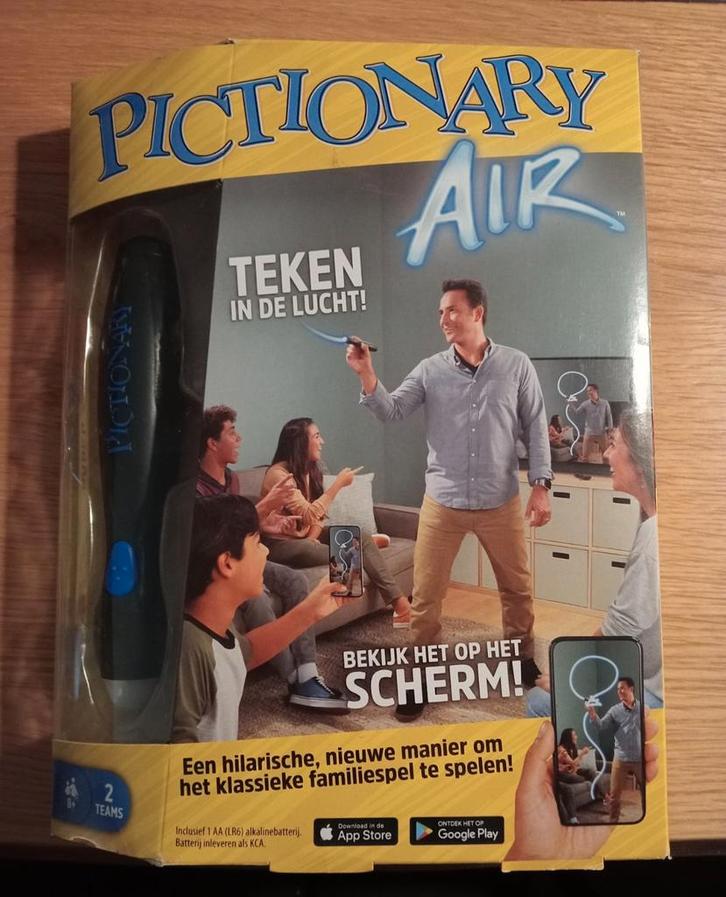 PICTIONARY
AIR™
TEKEN
IN DE LUCHT!
PICTIONARY
BEKIJK HET OP HET
SCHERM!
Een hilarische, nieuwe manier om
het klassieke familiespel te spelen!
8+
2
TEAMS
Inclusief 1 AA (LR6) alkalinebatterij.
Batterij inleveren als KCA.
Download in de
App Store
ONTDEK HET OP
Google Play